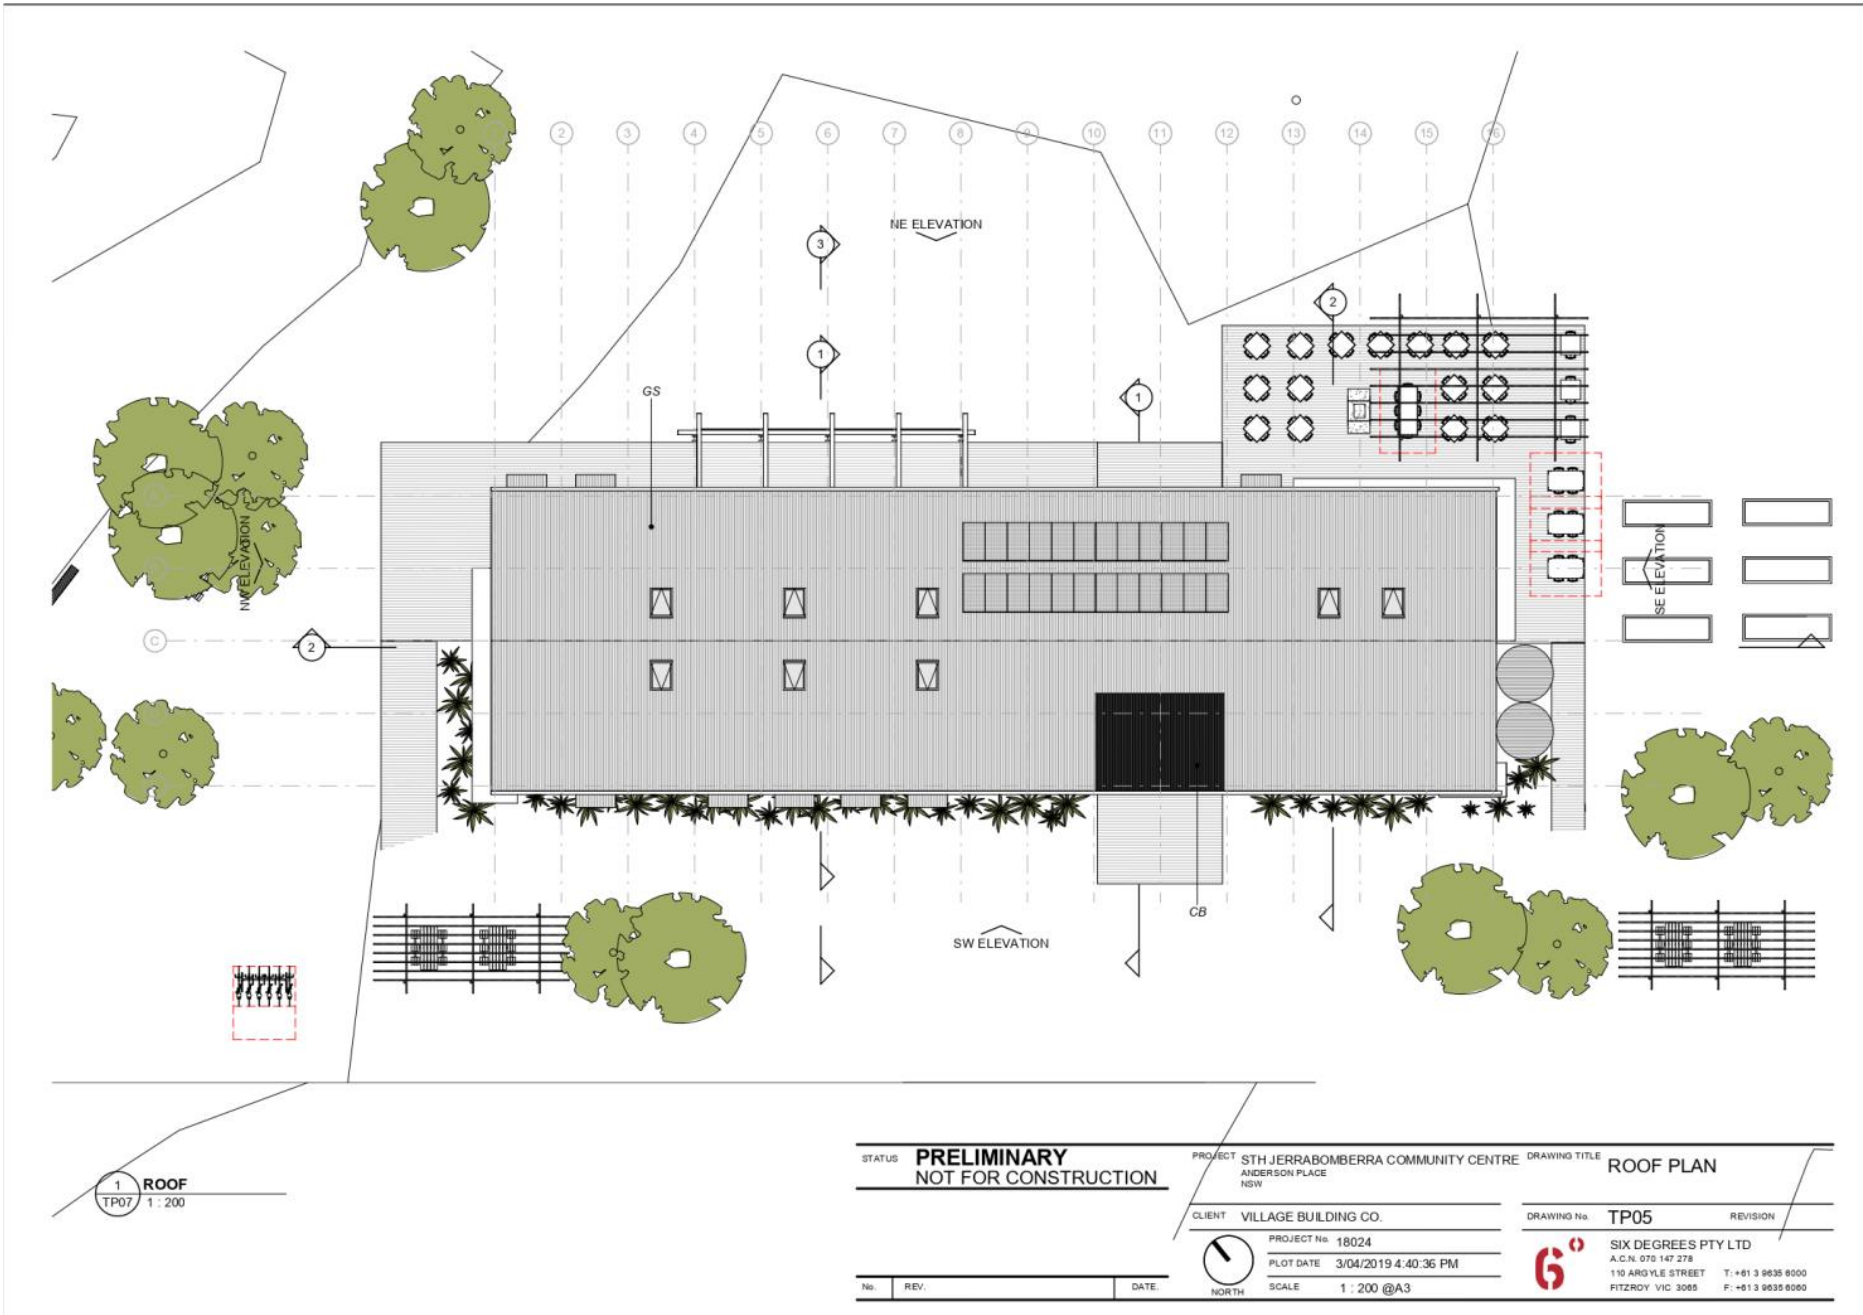 1 2 3 4 5 6 7 8 9 10 11 12 13 14 15 16
NE ELEVATION
3
2
1
GS
1
NW ELEVATION
SE ELEVATION
C
2
CB
SW ELEVATION
1
TP07
ROOF
1 : 200
STATUS
PRELIMINARY
NOT FOR CONSTRUCTION
No.
REV.
DATE.
PROJECT
STH JERRABOMBERRA COMMUNITY CENTRE
ANDERSON PLACE
NSW
CLIENT
VILLAGE BUILDING CO.
NORTH
PROJECT No.
18024
PLOT DATE
3/04/2019 4:40:36 PM
SCALE
1 : 200 @A3
DRAWING TITLE
ROOF PLAN
DRAWING No.
TP05
REVISION
6°
SIX DEGREES PTY LTD
A.C.N. 070 147 278
110 ARGYLE STREET
T: +61 3 9635 6000
FITZROY VIC 3065
F: +61 3 9635 6060